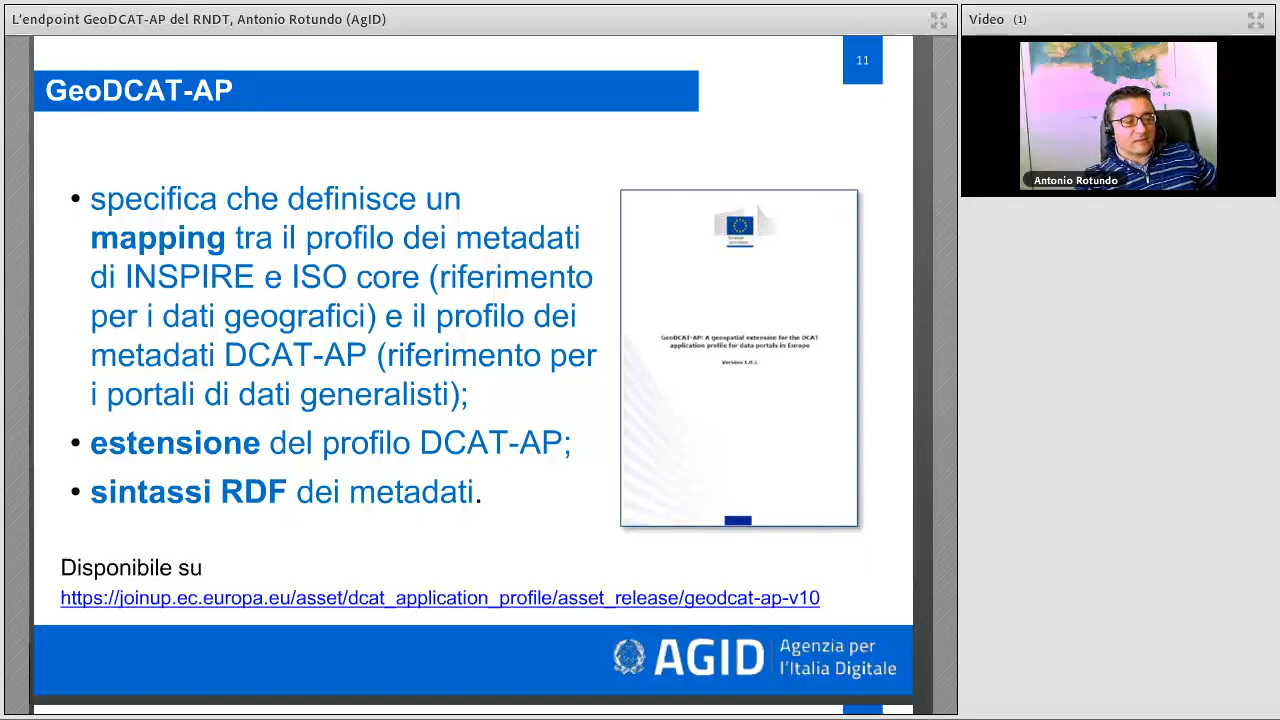 L'endpoint GeoDCAT-AP del RNDT, Antonio Rotundo (AgID)
Video (1)
11
GeoDCAT-AP
• specifica che definisce un
mapping tra il profilo dei metadati
di INSPIRE e ISO core (riferimento
per i dati geografici) e il profilo dei
metadati DCAT-AP (riferimento per
i portali di dati generalisti);
• estensione del profilo DCAT-AP;
• sintassi RDF dei metadati.
GeoDCAT-AP: A geospatial extension for the DCAT
application profile for data portals in Europe
Disponibile su
https://joinup.ec.europa.eu/asset/dcat_application_profile/asset_release/geodcat-ap-v10
AGID Agenzia per
l'Italia Digitale
Antonio Rotundo